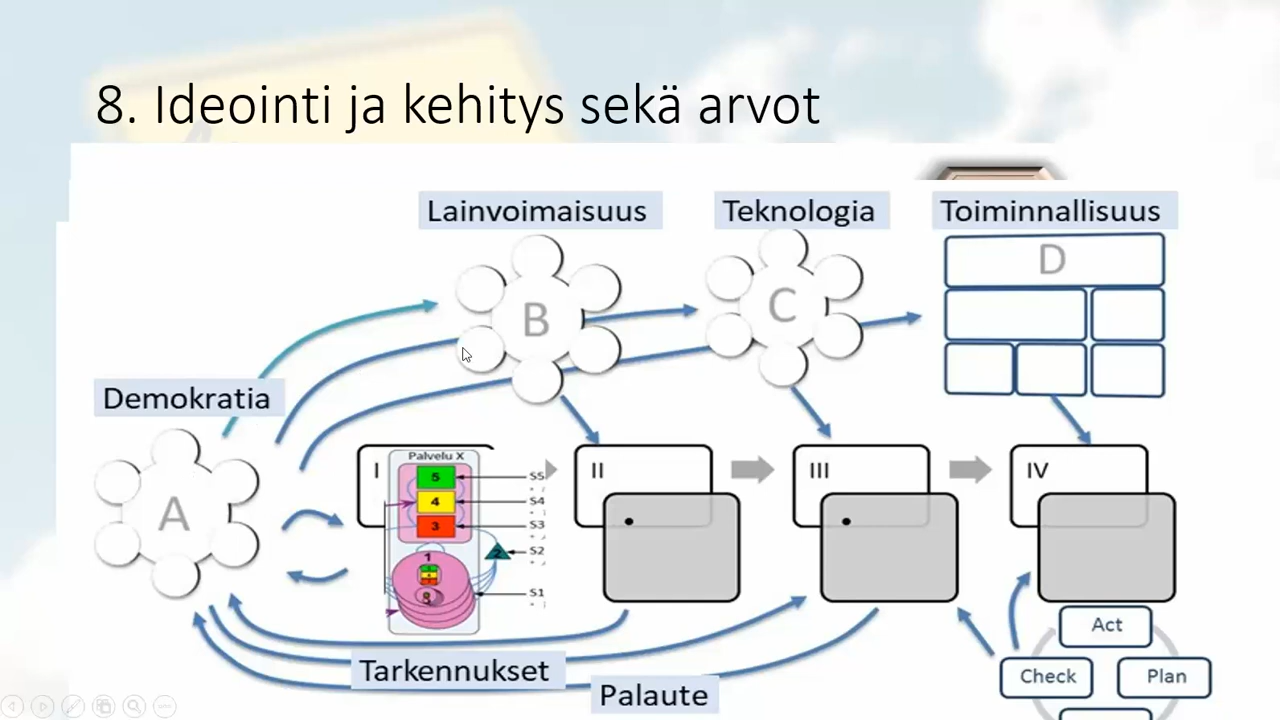 8. Ideointi ja kehitys sekä arvot
Lainvoimaisuus
Teknologia
Toiminnallisuus
D
B
C
Demokratia
A
I
Palvelu X
5
4
3
2
1
S5
S4
S3
S2
S1
II
III
IV
Tarkennukset
Palaute
Act
Check
Plan